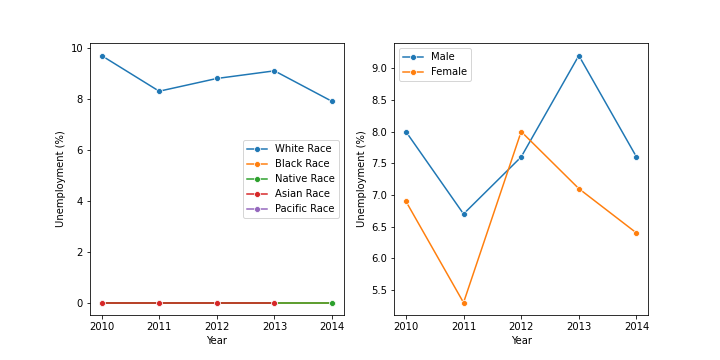 10
8
6
4
2
0
Unemployment (%)
White Race
Black Race
Native Race
Asian Race
Pacific Race
2010 2011 2012 2013 2014
Year
9.0
8.5
8.0
7.5
7.0
6.5
6.0
5.5
Unemployment (%)
Male
Female
2010 2011 2012 2013 2014
Year